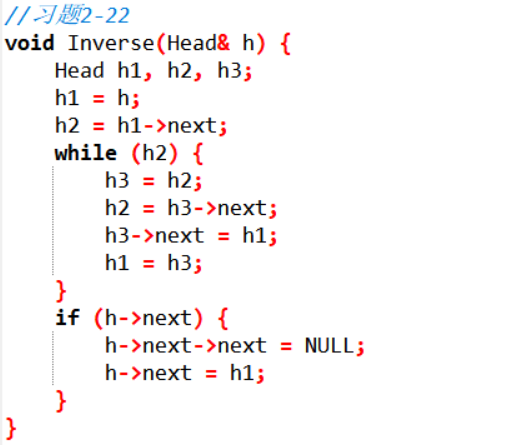 //习题2-22
void Inverse(Head& h) {
    Head h1, h2, h3;
    h1 = h;
    h2 = h1->next;
    while (h2) {
        h3 = h2;
        h2 = h3->next;
        h3->next = h1;
        h1 = h3;
    }
    if (h->next) {
        h->next->next = NULL;
        h->next = h1;
    }
}